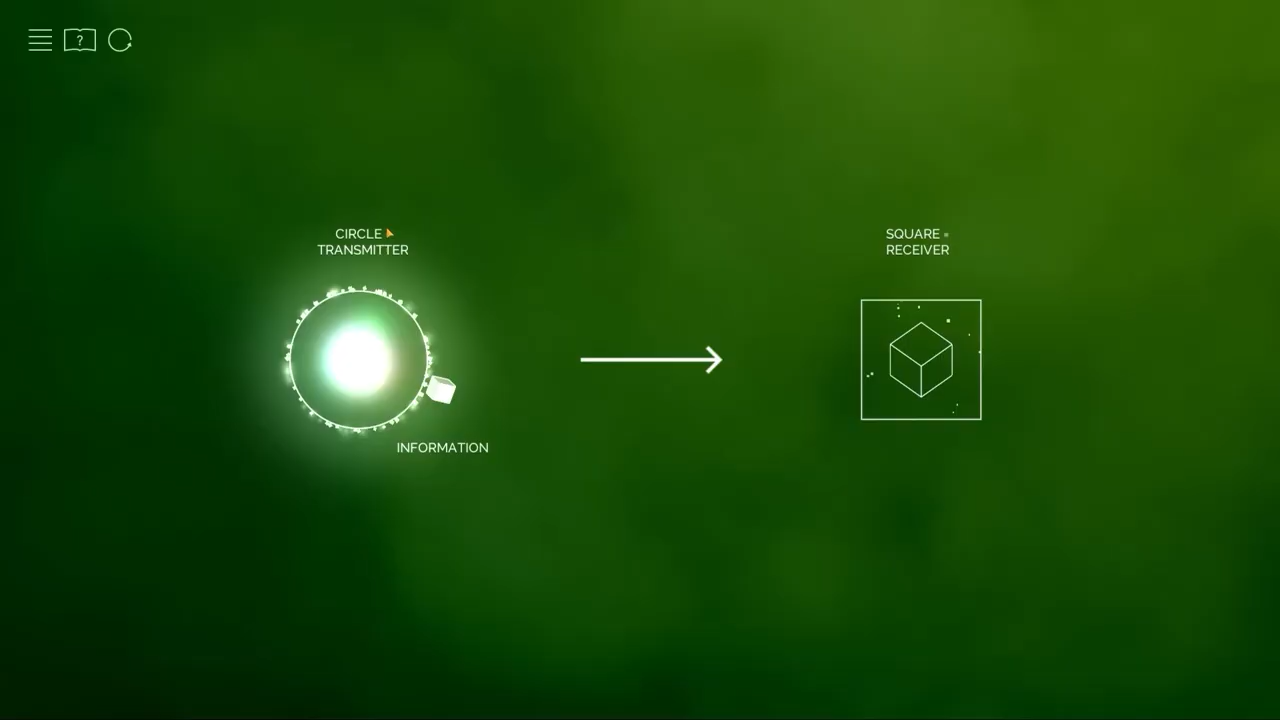 ?
CIRCLE =
TRANSMITTER
SQUARE =
RECEIVER
INFORMATION